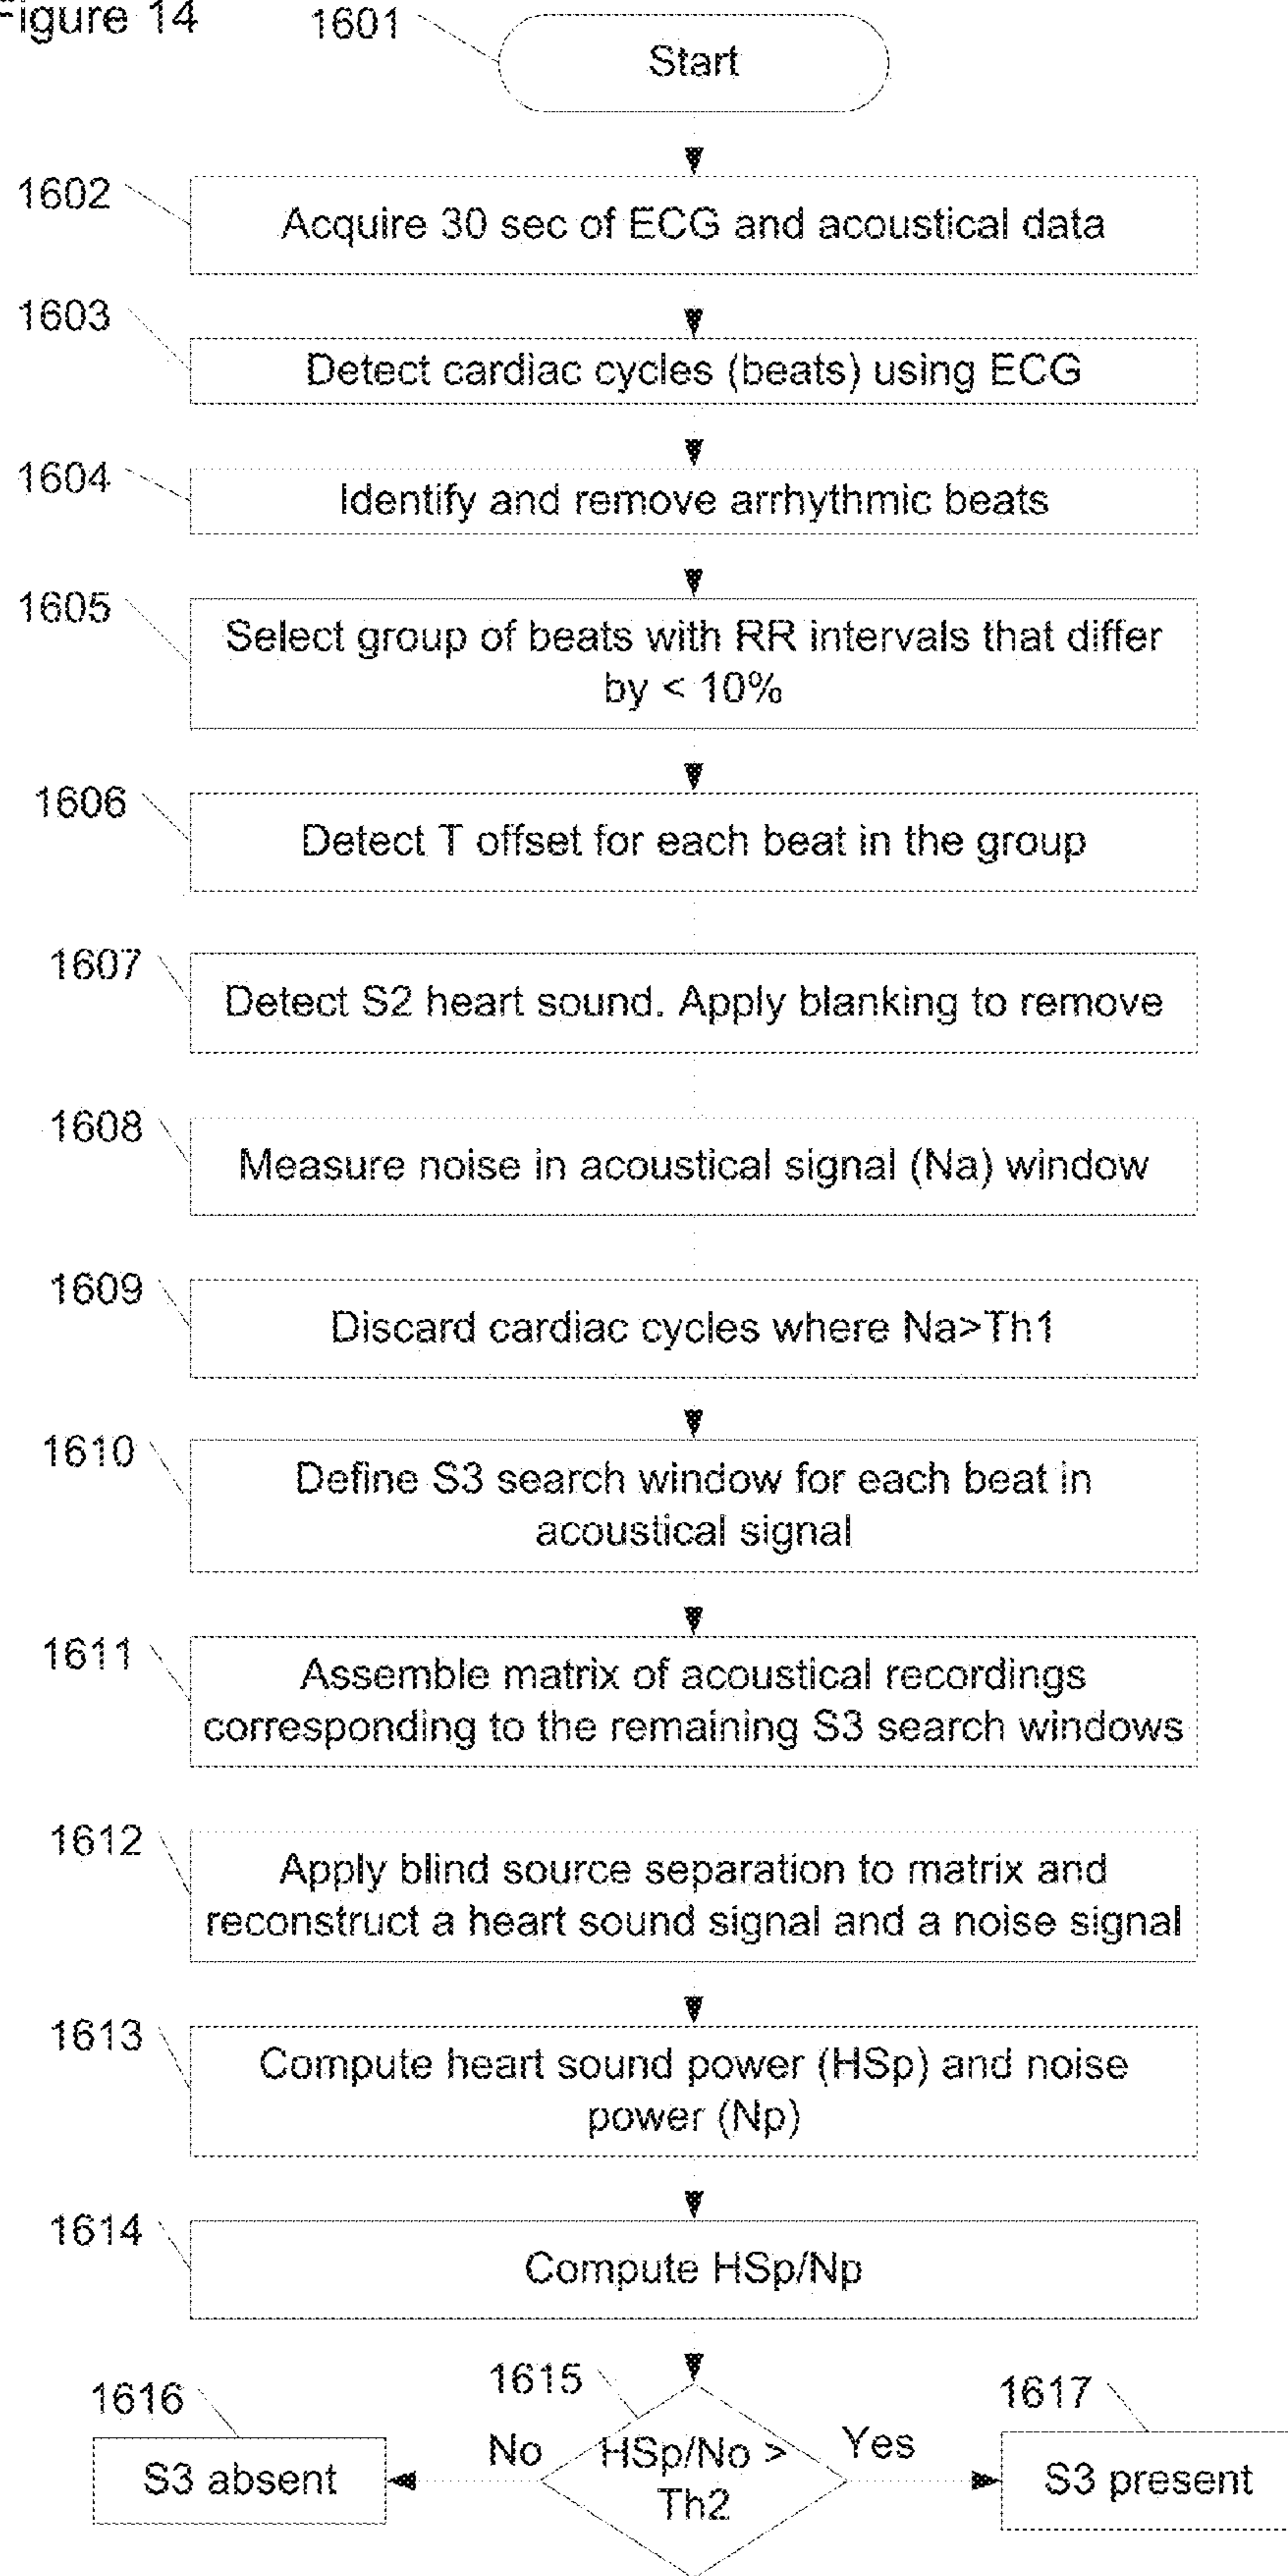 Figure 14
1601
Start
1602
Acquire 30 sec of ECG and acoustical data
1603
Detect cardiac cycles (beats) using ECG
1604
Identify and remove arrhythmic beats
1605
Select group of beats with RR intervals that differ
by < 10%
1606
Detect T offset for each beat in the group
1607
Detect S2 heart sound. Apply blanking to remove
1608
Measure noise in acoustical signal (Na) window
1609
Discard cardiac cycles where Na>Th1
1610
Define S3 search window for each beat in
acoustical signal
1611
Assemble matrix of acoustical recordings
corresponding to the remaining S3 search windows
1612
Apply blind source separation to matrix and
reconstruct a heart sound signal and a noise signal
1613
Compute heart sound power (HSp) and noise
power (Np)
1614
Compute HSp/Np
1615
HSp/No >
Th2
No
Yes
1616
S3 absent
1617
S3 present